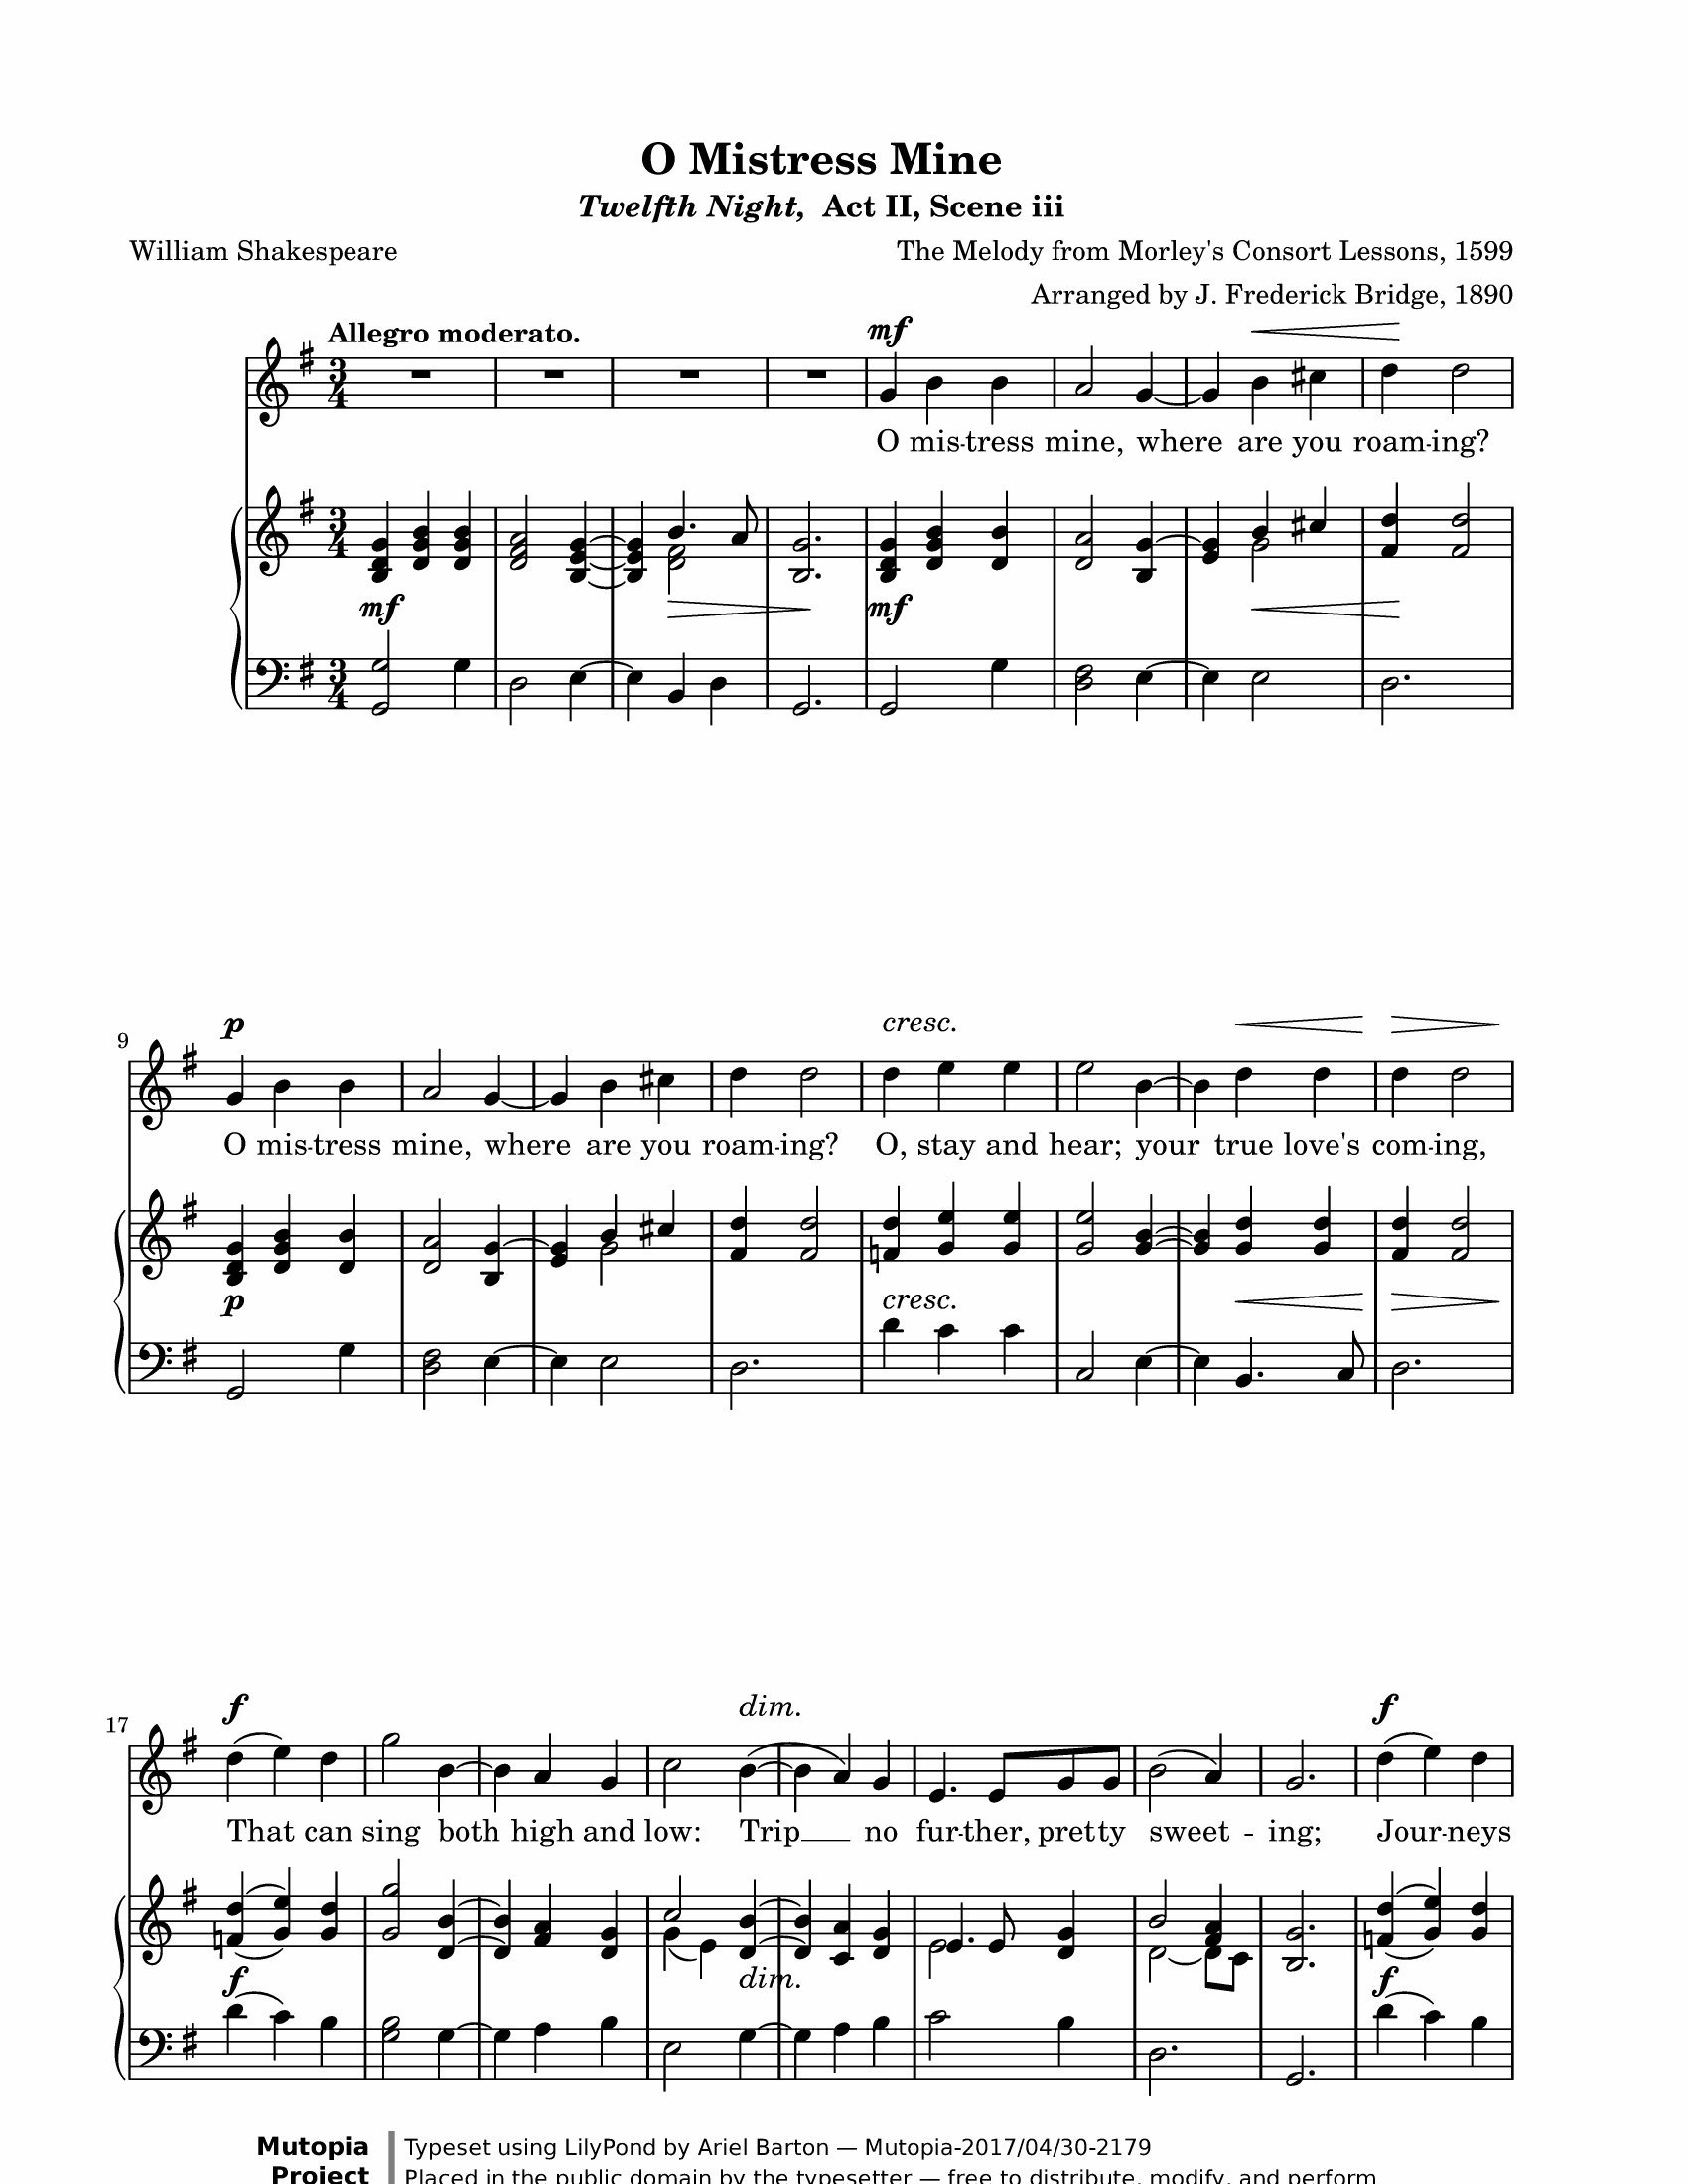 O Mistress Mine
Twelfth Night, Act II, Scene iii
William Shakespeare
The Melody from Morley's Consort Lessons, 1599
Arranged by J. Frederick Bridge, 1890
Allegro moderato.
mf
O mis -- tress mine, where are you roam -- ing?
mf
mf
9
p
cresc.
O mis -- tress mine, where are you roam -- ing? O, stay and hear; your true love's com -- ing,
p
cresc.
17
f
dim.
f
That can sing both high and low: Trip __ no fur -- ther, pret -- ty sweet -- ing; Jour -- neys
f
dim.
f
Mutopia Project
Typeset using LilyPond by Ariel Barton — Mutopia-2017/04/30-2179
Placed in the public domain by the typesetter — free to distribute, modify, and perform